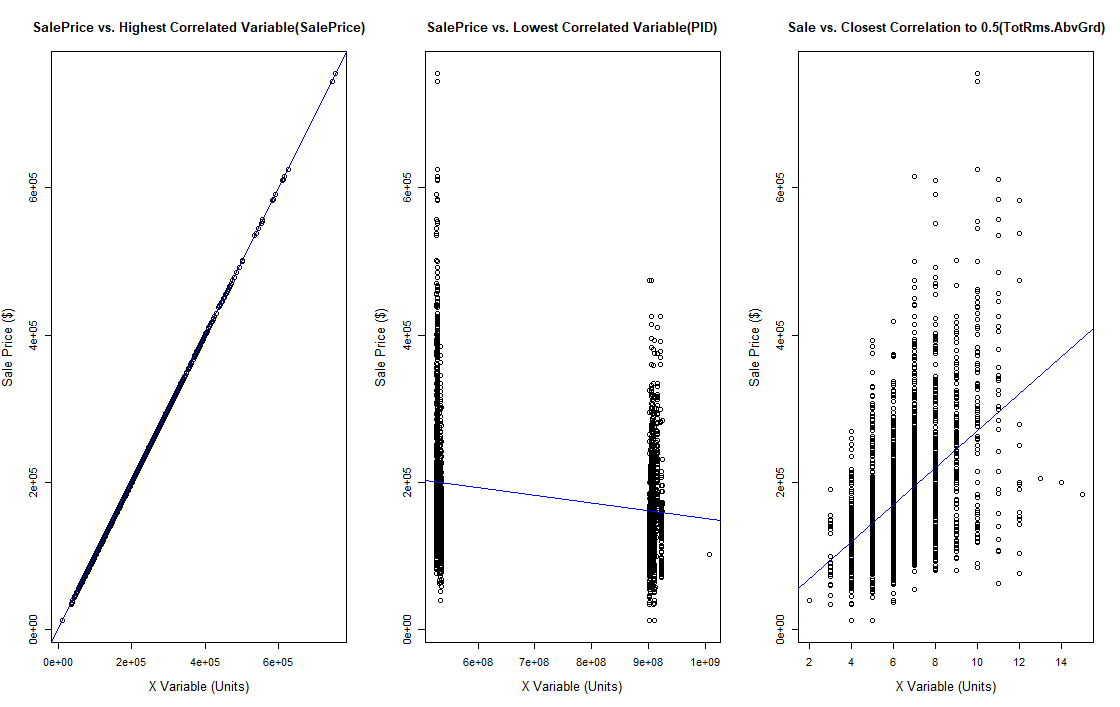 SalePrice vs. Highest Correlated Variable(SalePrice)
Sale Price ($)
6e+05
4e+05
2e+05
0e+00
0e+00 2e+05 4e+05 6e+05
X Variable (Units)
SalePrice vs. Lowest Correlated Variable(PID)
Sale Price ($)
6e+05
4e+05
2e+05
0e+00
6e+08 7e+08 8e+08 9e+08 1e+09
X Variable (Units)
Sale vs. Closest Correlation to 0.5(TotRms.AbvGrd)
Sale Price ($)
6e+05
4e+05
2e+05
0e+00
2 4 6 8 10 12 14
X Variable (Units)